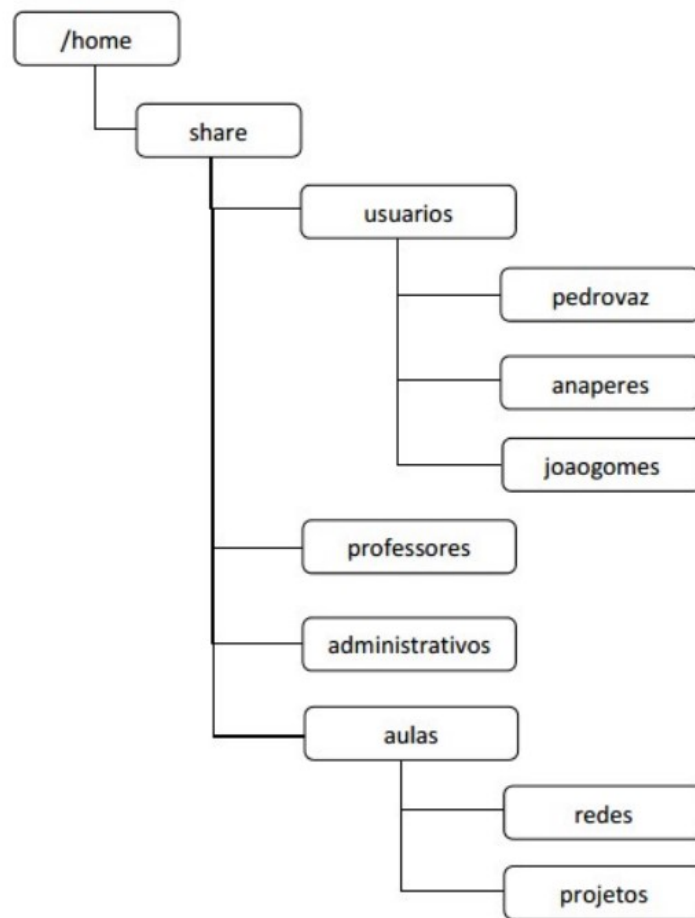 /home
share
usuarios
pedrovaz
anaperes
joaogomes
professores
administrativos
aulas
redes
projetos